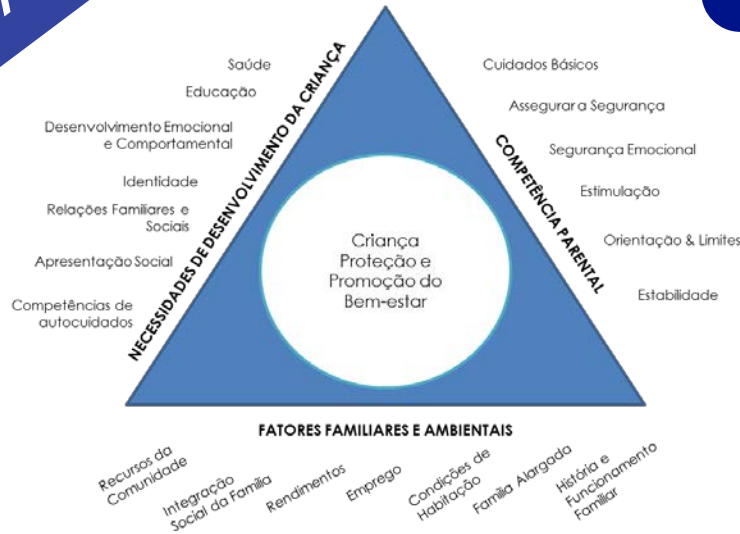 Saúde
Educação
Desenvolvimento Emocional
e Comportamental
Identidade
Relações Familiares e
Sociais
Apresentação Social
Competências de
autocuidados
NECESSIDADES DE DESENVOLVIMENTO DA CRIANÇA
Criança
Proteção e
Promoção do
Bem-estar
COMPETÊNCIA PARENTAL
Cuidados Básicos
Assegurar a Segurança
Segurança Emocional
Estimulação
Orientação & Limites
Estabilidade
FATORES FAMILIARES E AMBIENTAIS
Recursos da
Comunidade
Integração
Social da Família
Rendimentos
Emprego
Condições de
Habitação
Família Alargada
História e
Funcionamento
Familiar